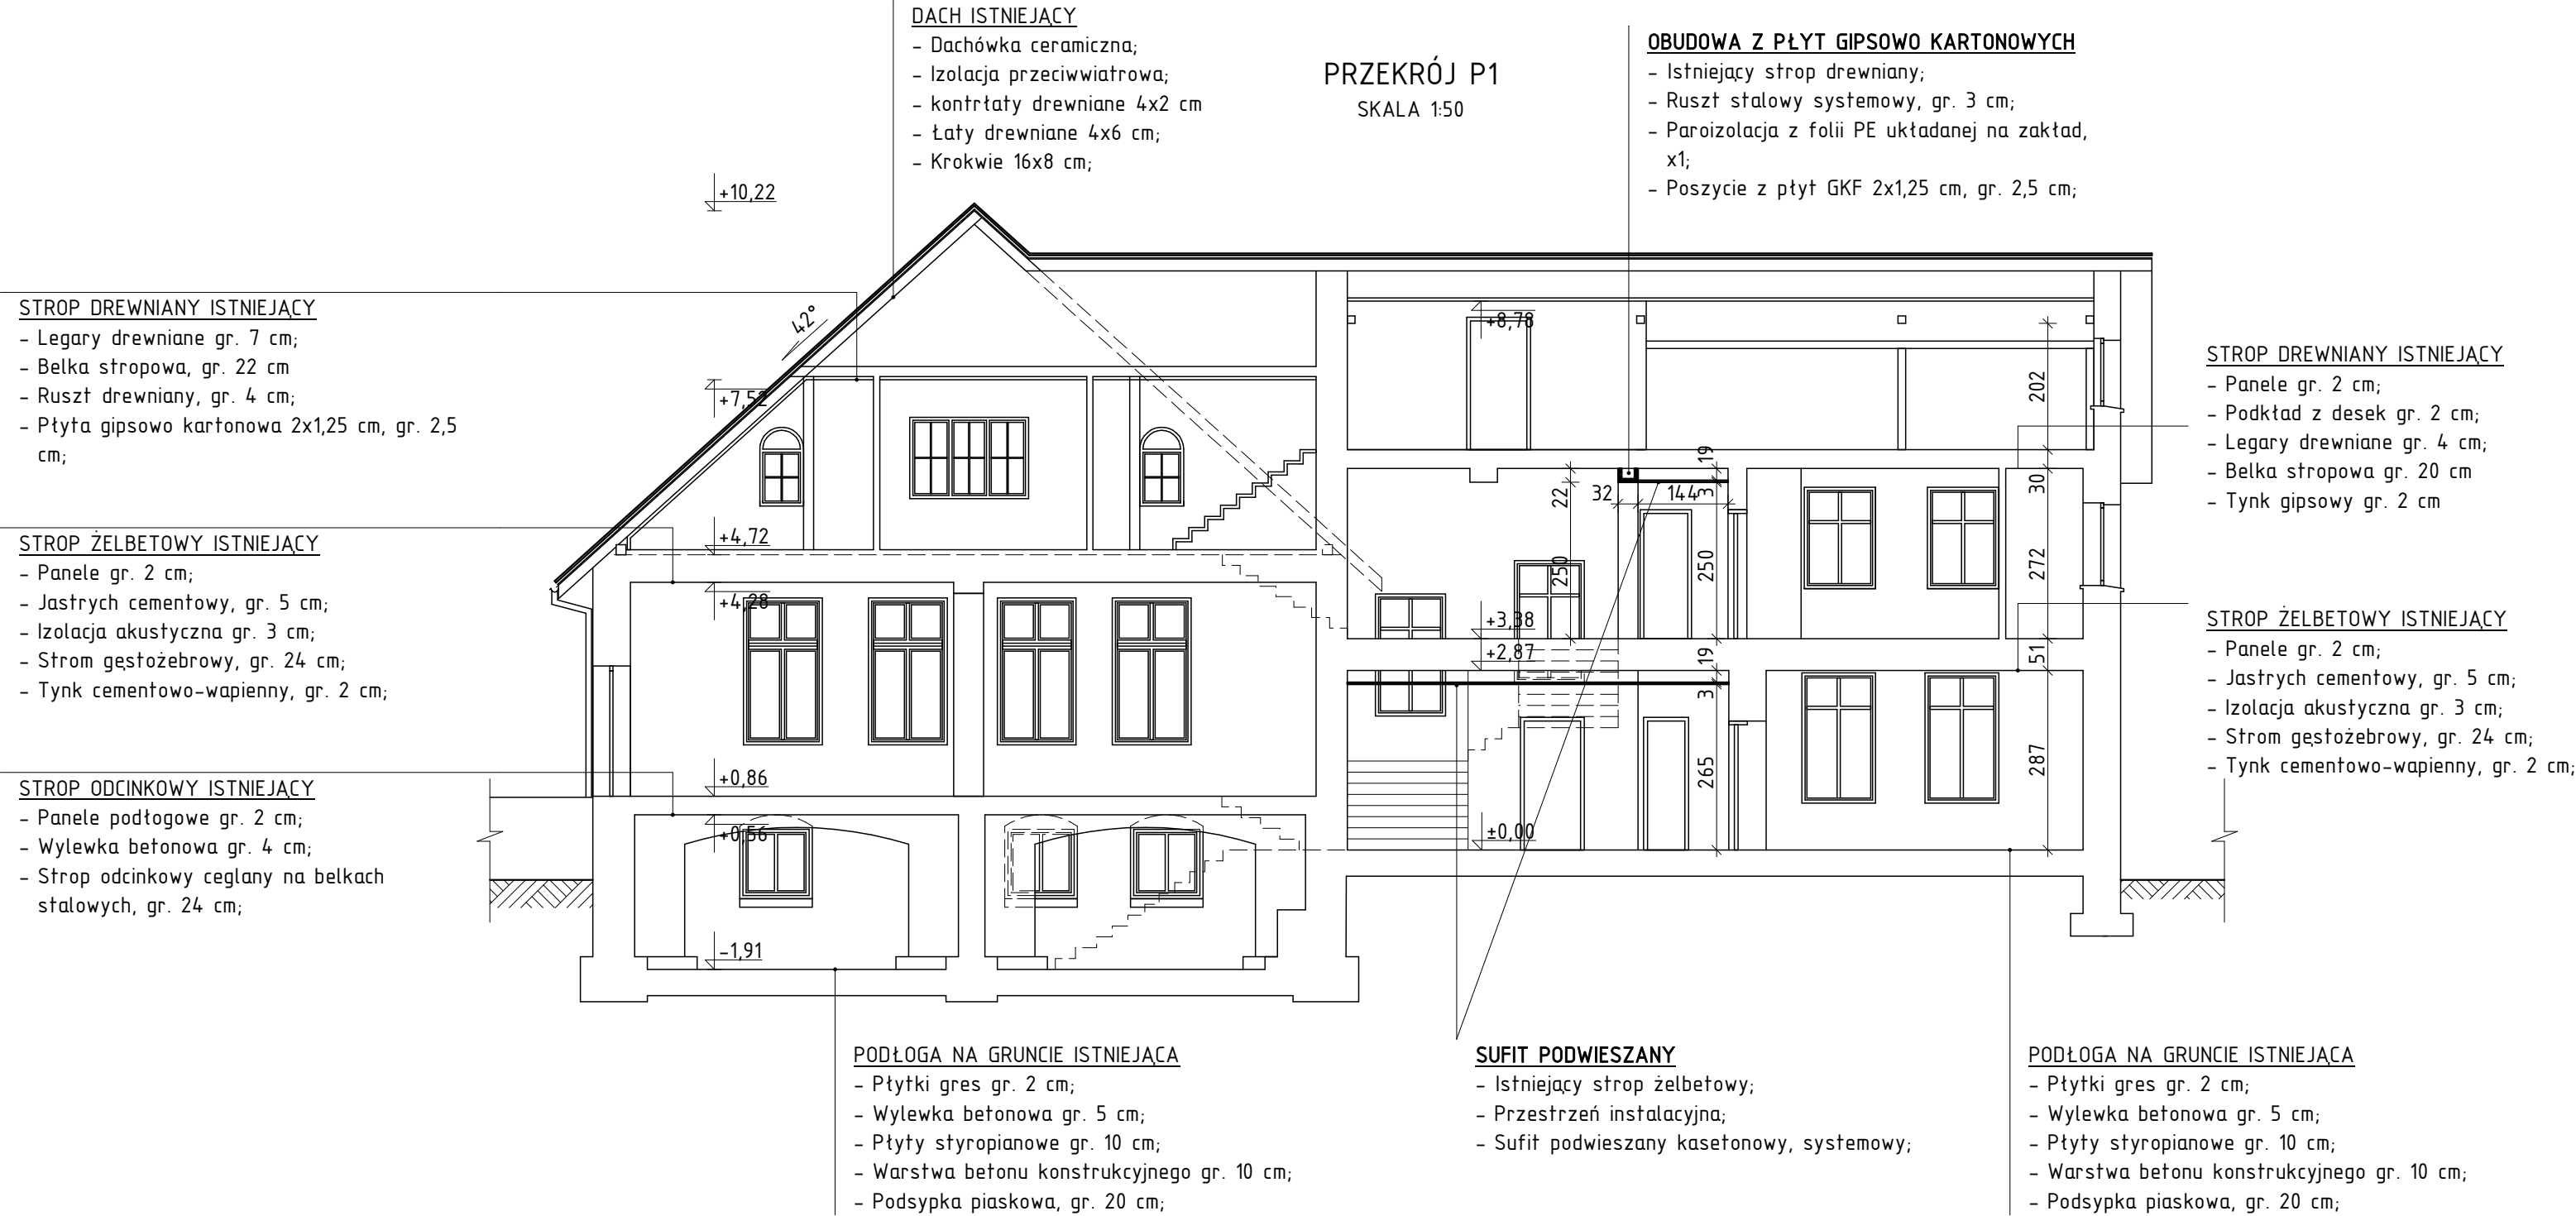 DACH ISTNIEJĄCY
- Dachówka ceramiczna;
- Izolacja przeciwwiatrowa;
- kontrłaty drewniane 4x2 cm
- Łaty drewniane 4x6 cm;
- Krokwie 16x8 cm;
PRZEKRÓJ P1
SKALA 1:50
OBUDOWA Z PŁYT GIPSOWO KARTONOWYCH
- Istniejący strop drewniany;
- Ruszt stalowy systemowy, gr. 3 cm;
- Paroizolacja z folii PE układanej na zakład,
x1;
- Poszycie z płyt GKF 2x1,25 cm, gr. 2,5 cm;
STROP DREWNIANY ISTNIEJĄCY
- Legary drewniane gr. 7 cm;
- Belka stropowa, gr. 22 cm
- Ruszt drewniany, gr. 4 cm;
- Płyta gipsowo kartonowa 2x1,25 cm, gr. 2,5
cm;
STROP ŻELBETOWY ISTNIEJĄCY
- Panele gr. 2 cm;
- Jastrych cementowy, gr. 5 cm;
- Izolacja akustyczna gr. 3 cm;
- Strom gęstożebrowy, gr. 24 cm;
- Tynk cementowo-wapienny, gr. 2 cm;
STROP ODCINKOWY ISTNIEJĄCY
- Panele podłogowe gr. 2 cm;
- Wylewka betonowa gr. 4 cm;
- Strop odcinkowy ceglany na belkach
stalowych, gr. 24 cm;
+10,22
42°
+7,52
+4,72
+4,28
+0,86
+0,56
-1,91
+8,78
+3,38
+2,87
±0,00
22
250
32
144
19
3
250
19
3
265
202
30
272
51
287
STROP DREWNIANY ISTNIEJĄCY
- Panele gr. 2 cm;
- Podkład z desek gr. 2 cm;
- Legary drewniane gr. 4 cm;
- Belka stropowa gr. 20 cm
- Tynk gipsowy gr. 2 cm
STROP ŻELBETOWY ISTNIEJĄCY
- Panele gr. 2 cm;
- Jastrych cementowy, gr. 5 cm;
- Izolacja akustyczna gr. 3 cm;
- Strom gęstożebrowy, gr. 24 cm;
- Tynk cementowo-wapienny, gr. 2 cm;
PODŁOGA NA GRUNCIE ISTNIEJĄCA
- Płytki gres gr. 2 cm;
- Wylewka betonowa gr. 5 cm;
- Płyty styropianowe gr. 10 cm;
- Warstwa betonu konstrukcyjnego gr. 10 cm;
- Podsypka piaskowa, gr. 20 cm;
SUFIT PODWIESZANY
- Istniejący strop żelbetowy;
- Przestrzeń instalacyjna;
- Sufit podwieszany kasetonowy, systemowy;
PODŁOGA NA GRUNCIE ISTNIEJĄCA
- Płytki gres gr. 2 cm;
- Wylewka betonowa gr. 5 cm;
- Płyty styropianowe gr. 10 cm;
- Warstwa betonu konstrukcyjnego gr. 10 cm;
- Podsypka piaskowa, gr. 20 cm;